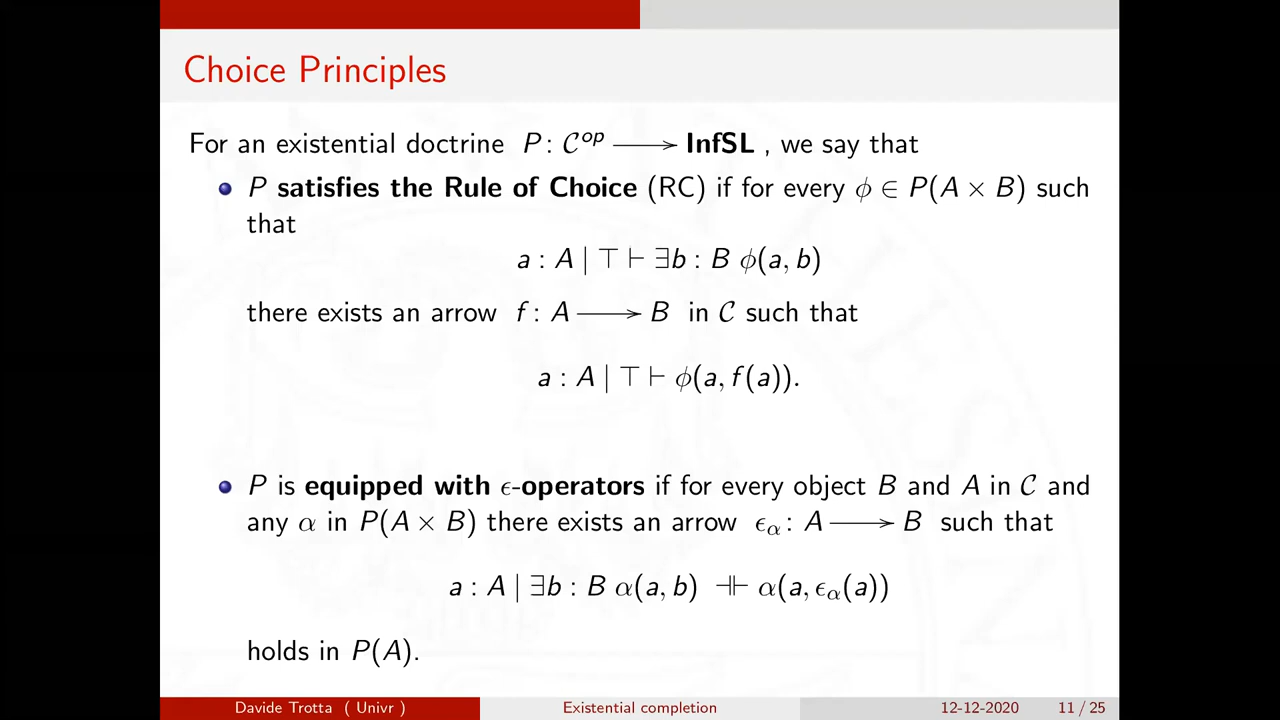 Choice Principles
For an existential doctrine P : 𝒞^op ⟶ InfSL , we say that
• P satisfies the Rule of Choice (RC) if for every ϕ ∈ P(A × B) such
that
a : A | ⊤ ⊢ ∃b : B ϕ(a, b)
there exists an arrow f : A ⟶ B in 𝒞 such that
a : A | ⊤ ⊢ ϕ(a, f(a)).
• P is equipped with ϵ-operators if for every object B and A in 𝒞 and
any α in P(A × B) there exists an arrow ϵ_α : A ⟶ B such that
a : A | ∃b : B α(a, b) ⊣⊢ α(a, ϵ_α(a))
holds in P(A).
Davide Trotta ( Univr ) Existential completion 12-12-2020 11 / 25